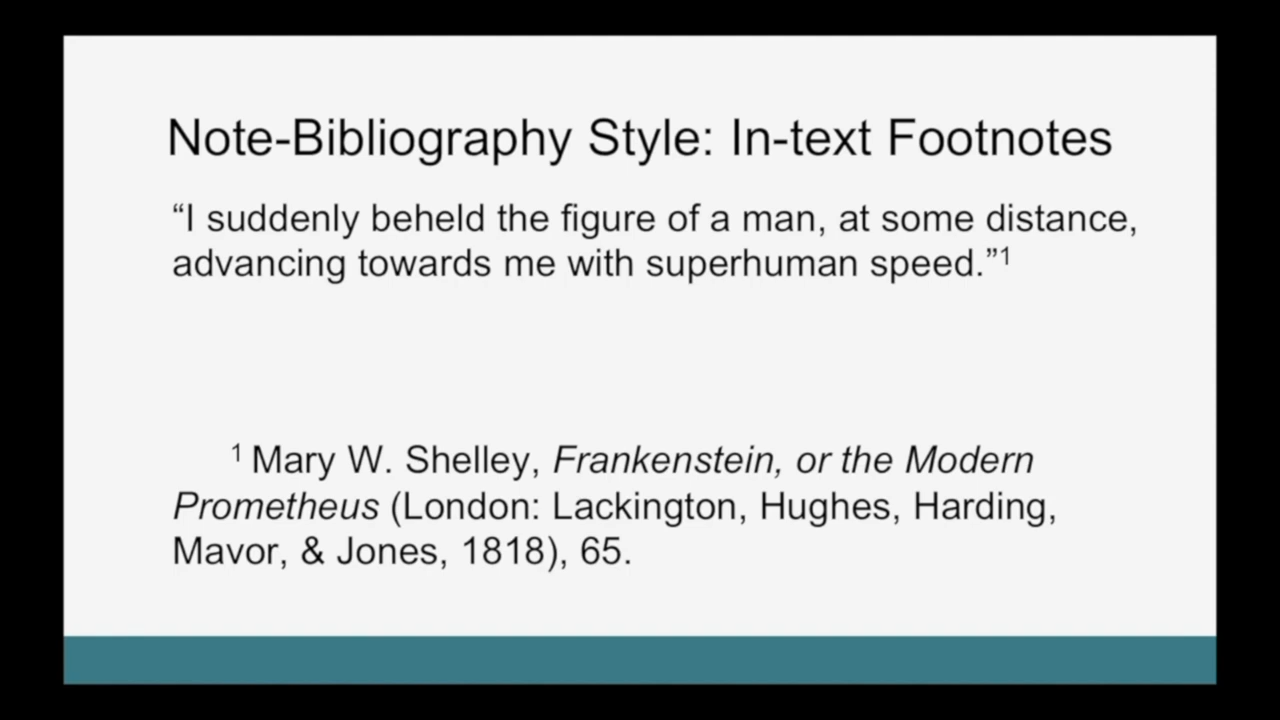 Note-Bibliography Style: In-text Footnotes
“I suddenly beheld the figure of a man, at some distance,
advancing towards me with superhuman speed.”¹
¹ Mary W. Shelley, Frankenstein, or the Modern
Prometheus (London: Lackington, Hughes, Harding,
Mavor, & Jones, 1818), 65.